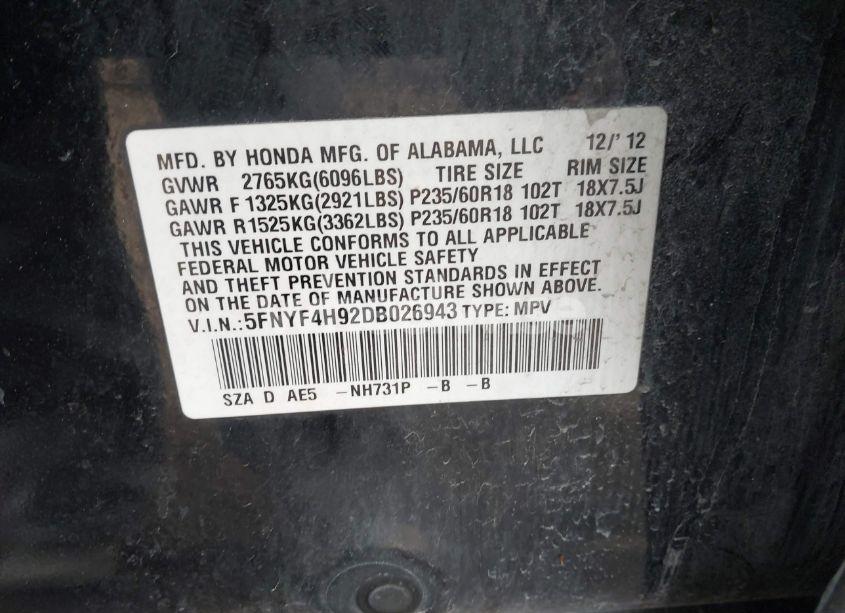 MFD. BY HONDA MFG. OF ALABAMA, LLC 12/'12
GVWR 2765KG(6096LBS) TIRE SIZE RIM SIZE
GAWR F 1325KG(2921LBS) P235/60R18 102T 18X7.5J
GAWR R 1525KG(3362LBS) P235/60R18 102T 18X7.5J
THIS VEHICLE CONFORMS TO ALL APPLICABLE
FEDERAL MOTOR VEHICLE SAFETY
AND THEFT PREVENTION STANDARDS IN EFFECT
ON THE DATE OF MANUFACTURE SHOWN ABOVE.
V.I.N.:5FNYF4H92DB026943 TYPE: MPV
SZA D AE5 -NH731P -B -B